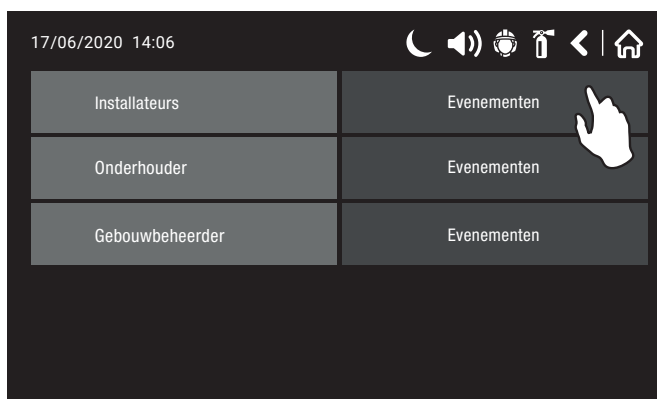 17/06/2020 14:06
Installateurs Evenementen
Onderhouder Evenementen
Gebouwbeheerder Evenementen